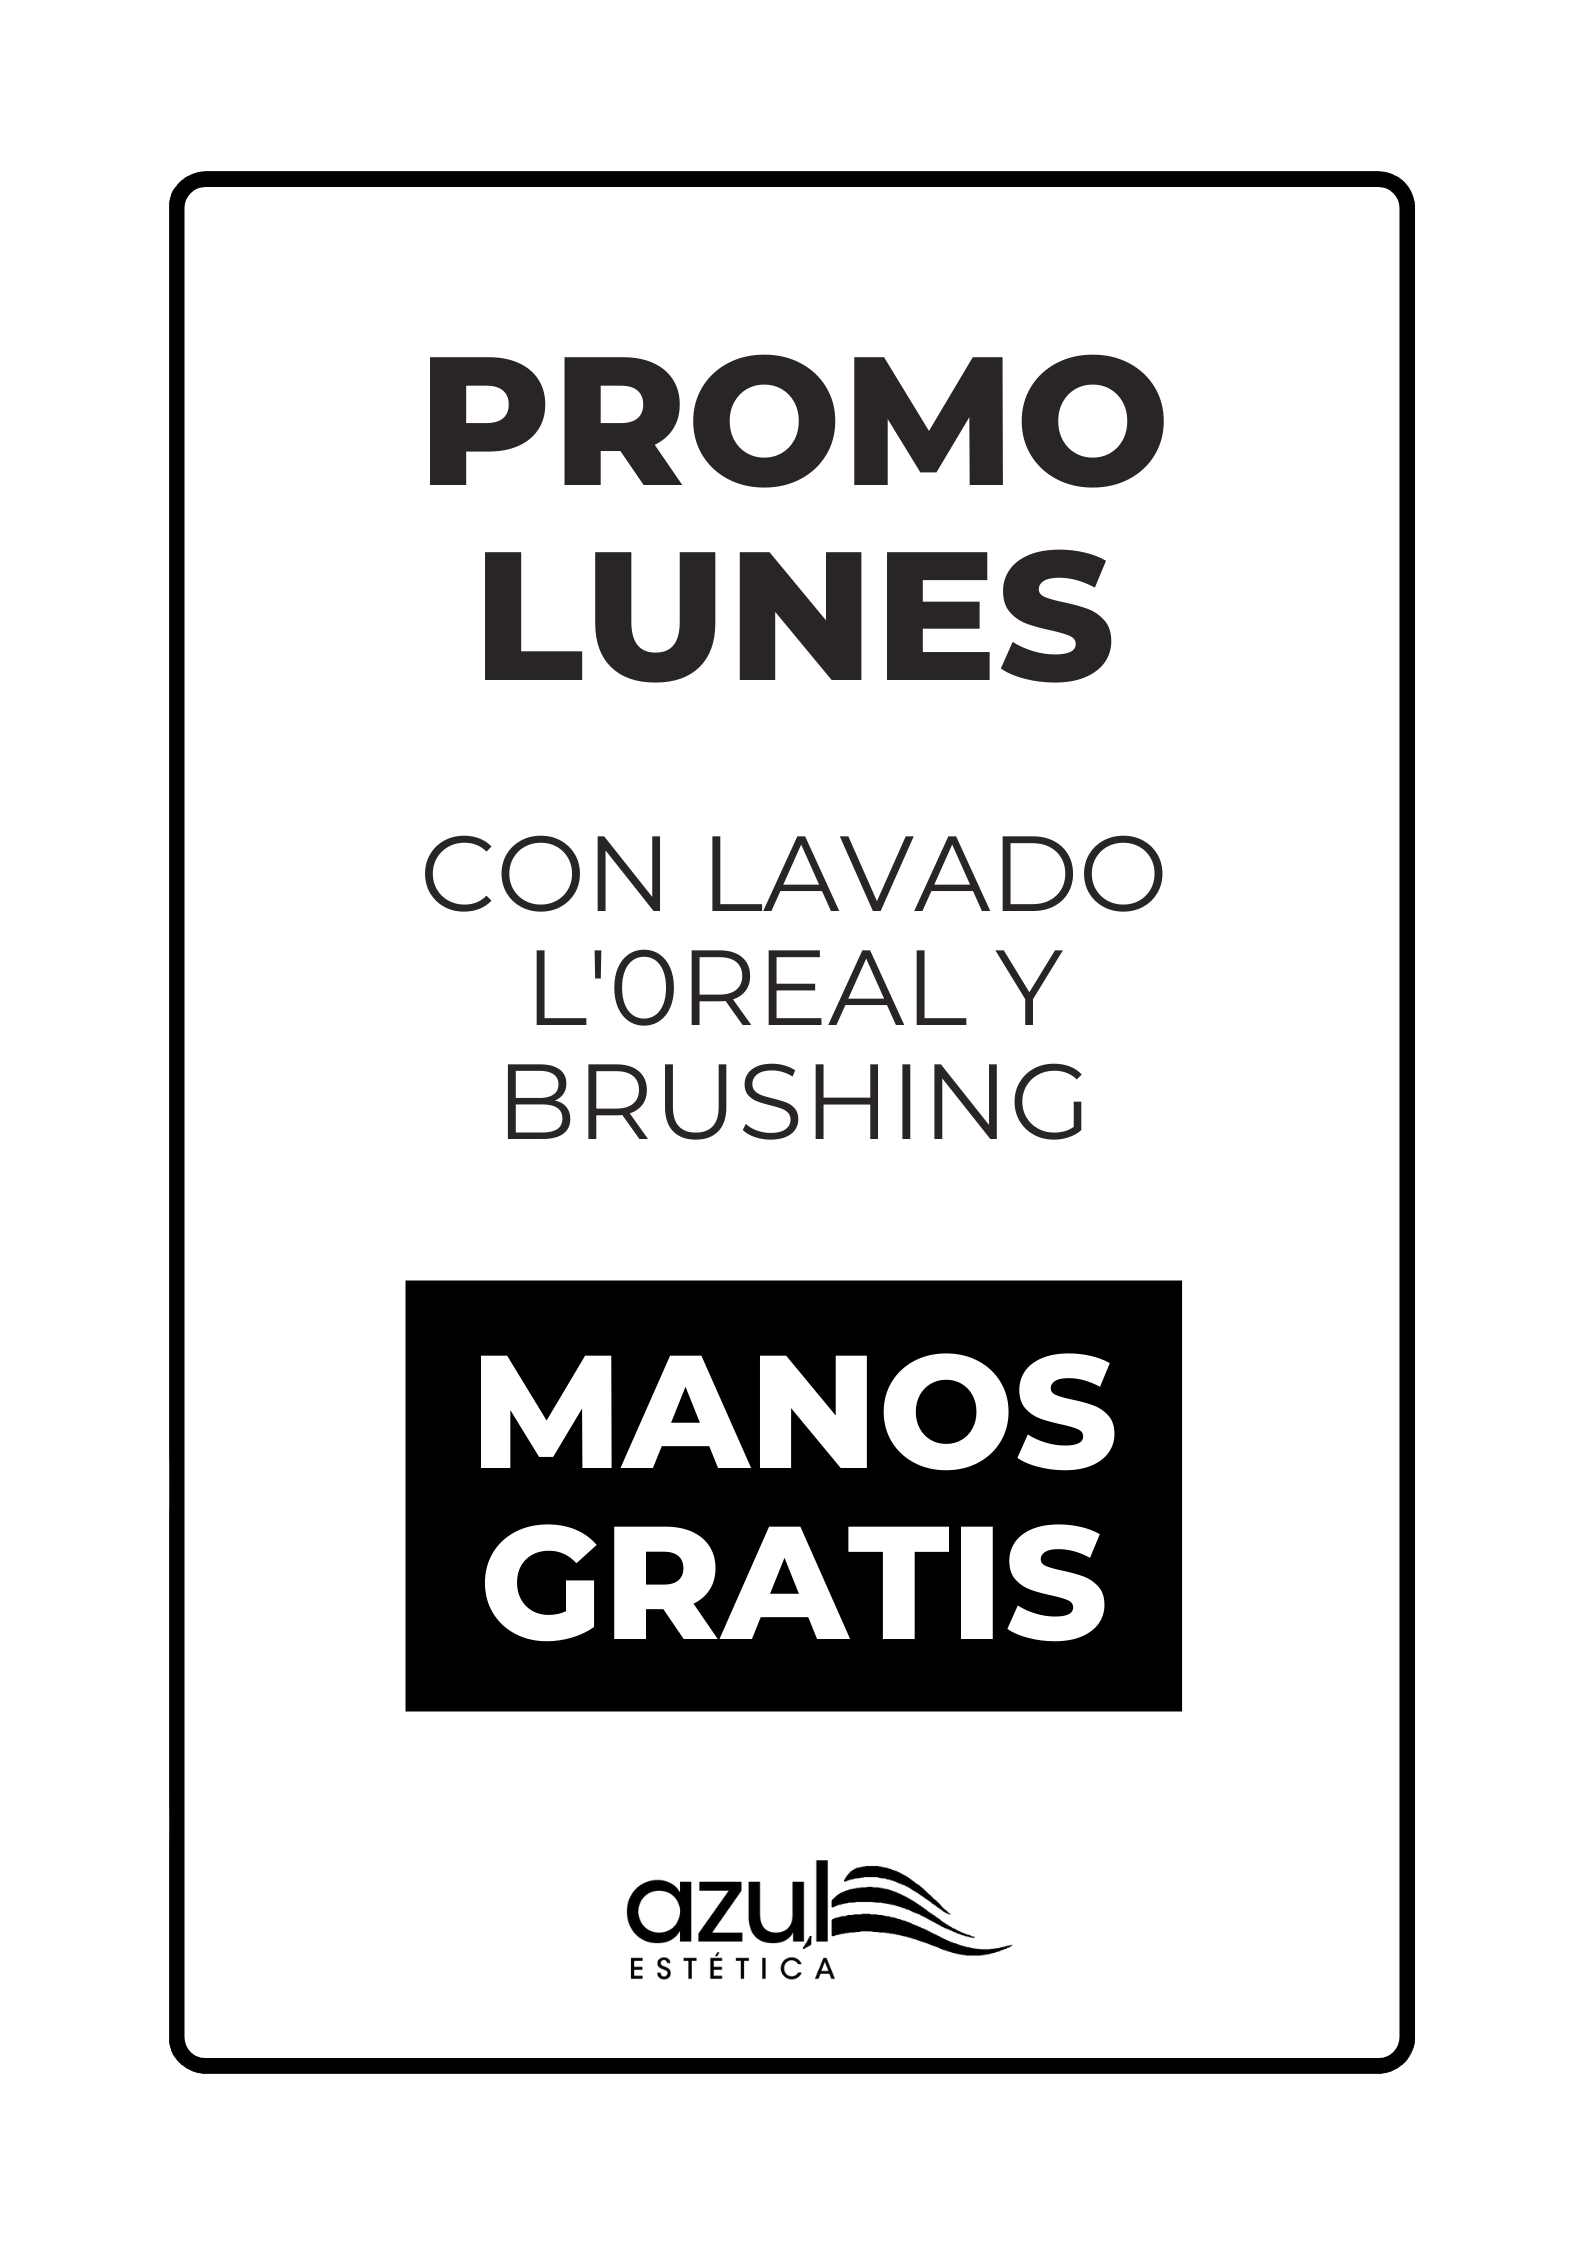 PROMO
LUNES
CON LAVADO
L'0REAL Y
BRUSHING
MANOS
GRATIS
azul
ESTÉTICA